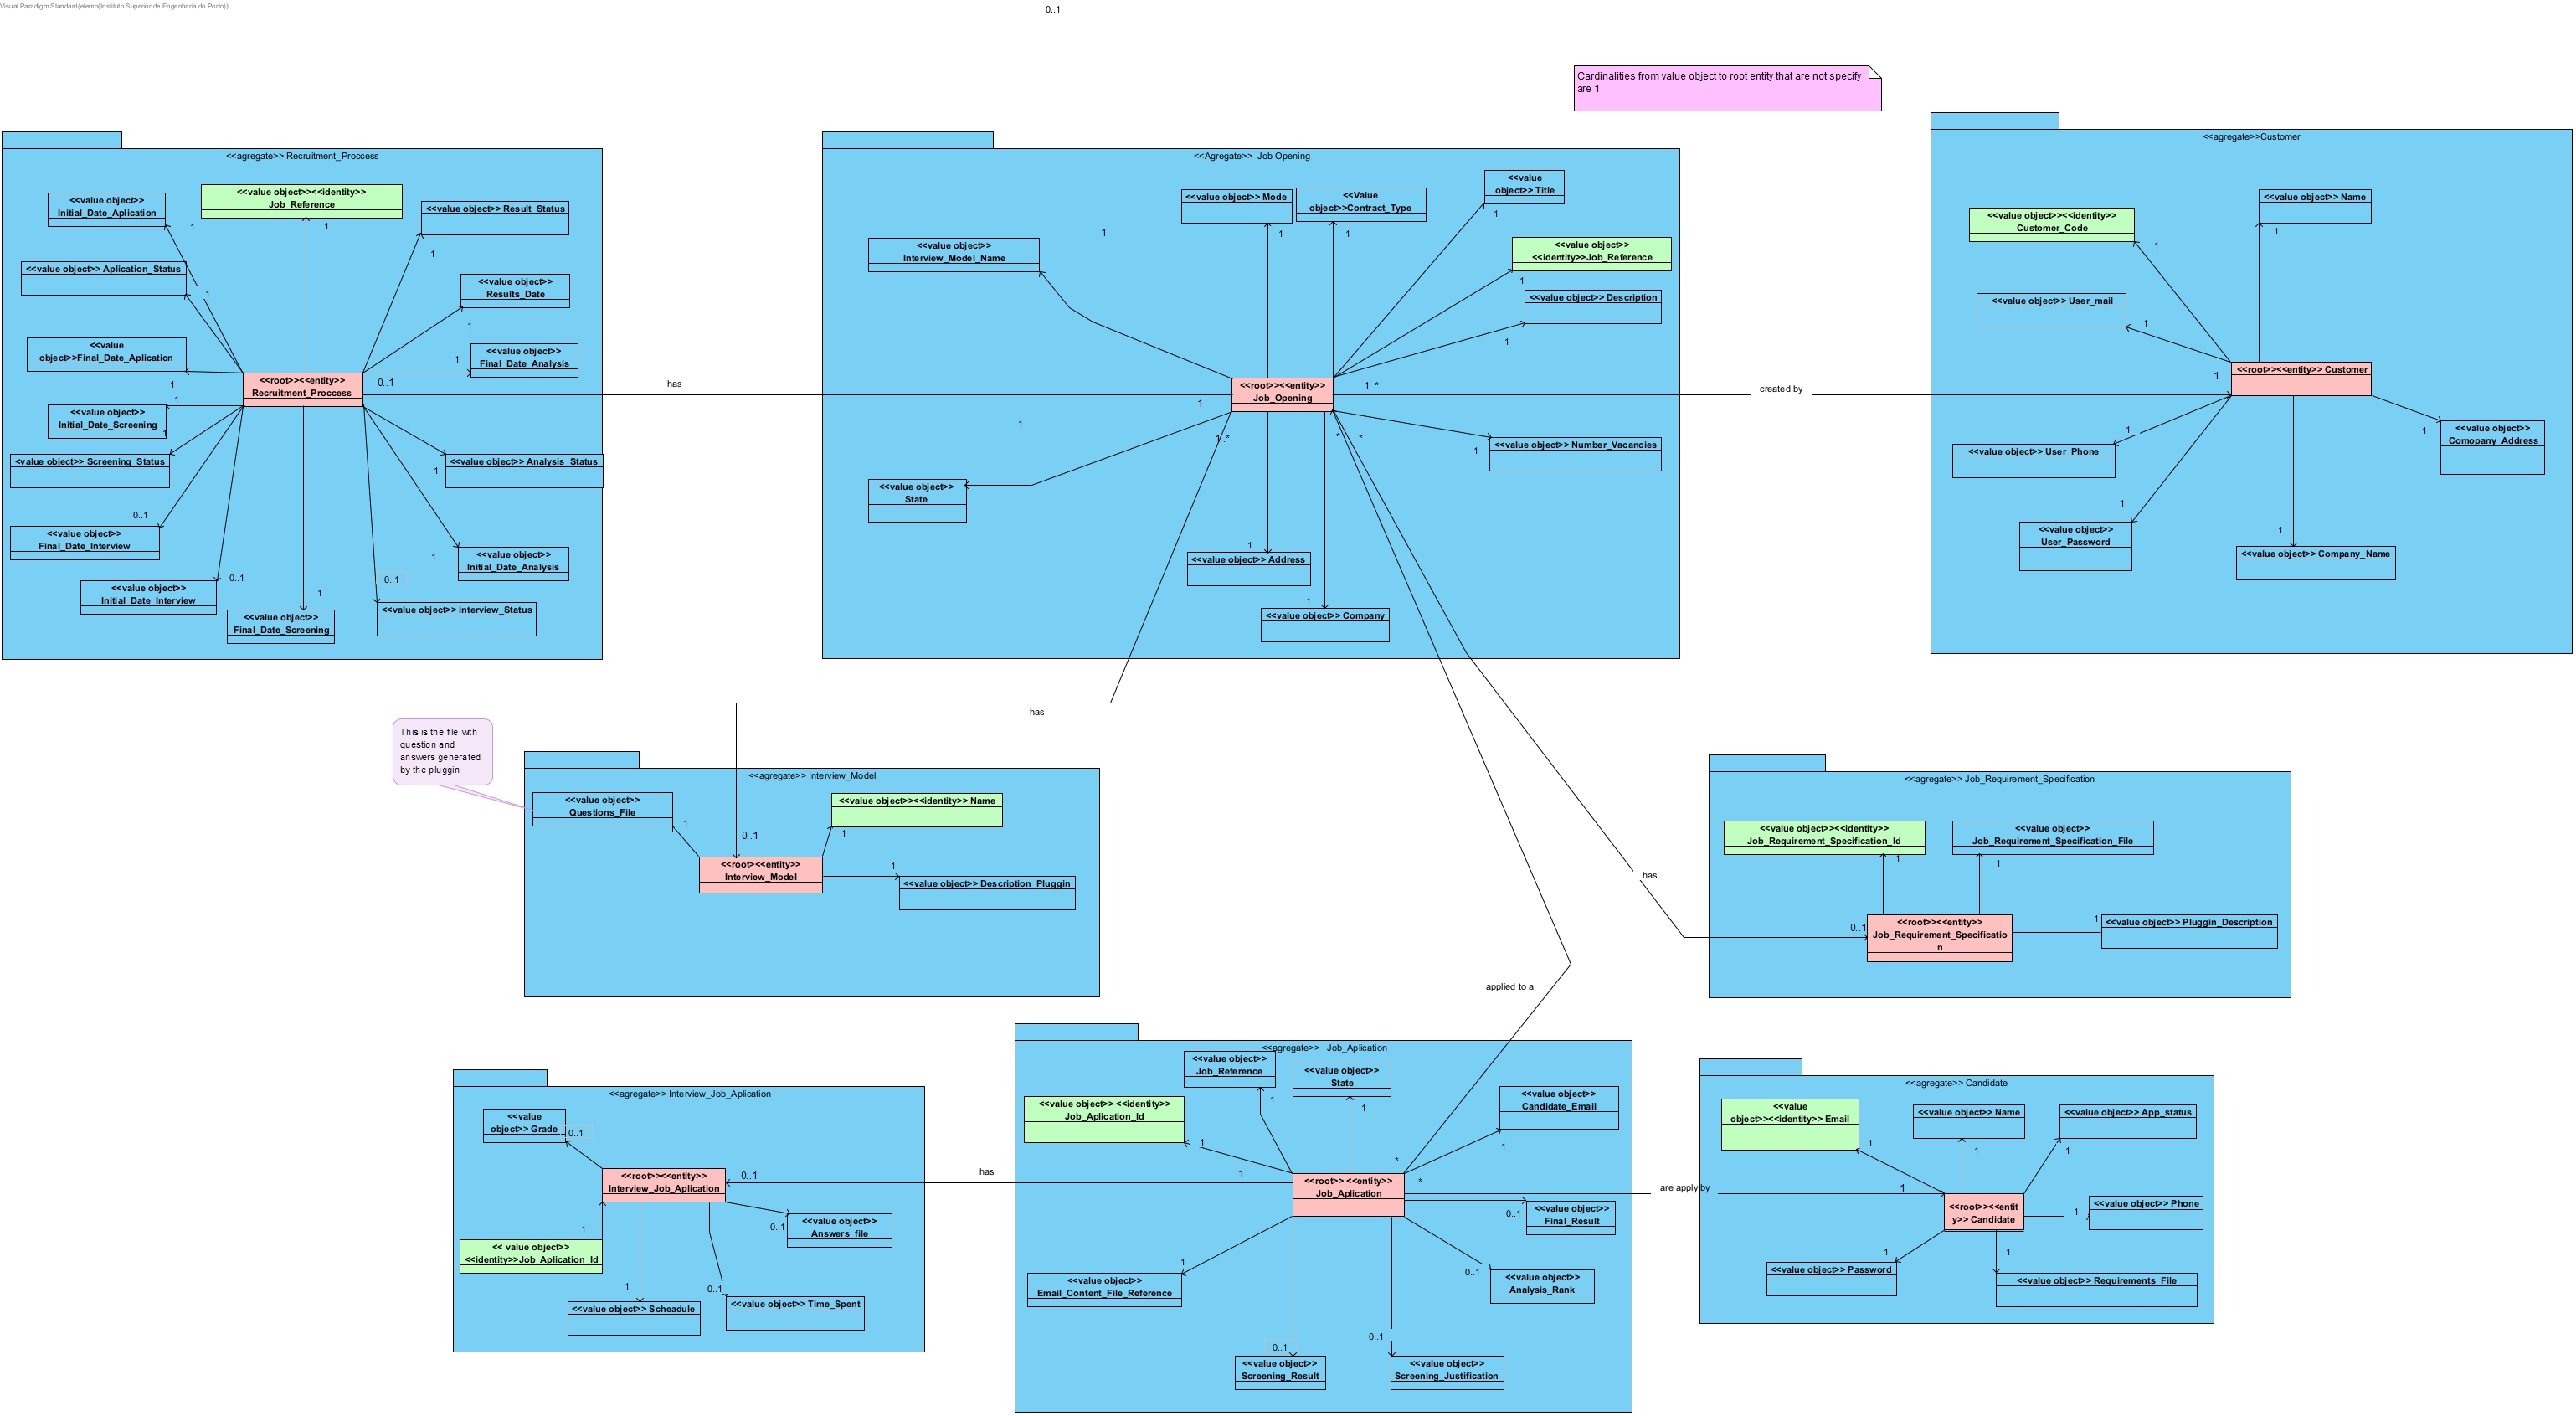 Visual Paradigm Standard(elemo(Instituto Superior de Engenharia do Porto))
0..1
Cardinalities from value object to root entity that are not specify
are 1
<<agregate>> Recruitment_Proccess
<<value object>>
Initial_Date_Aplication
1
<<value object>><<identity>>
Job_Reference
1
<<value object>> Result_Status
1
<<value object>> Aplication_Status
1
<<value object>>
Results_Date
1
<<value
object>>Final_Date_Aplication
1
<<value object>>
Final_Date_Analysis
1
<<root>><<entity>>
Recruitment_Proccess
0..1
<<value object>>
Initial_Date_Screening
1
1
<value object>> Screening_Status
<<value object>> Analysis_Status
1
<<value object>>
Final_Date_Interview
0..1
<<value object>>
Initial_Date_Interview
0..1
<<value object>>
Final_Date_Screening
1
<<value object>> interview_Status
0..1
<<value object>>
Initial_Date_Analysis
1
has
<<Agregate>> Job Opening
<<value object>> Mode
1
<<Value
object>>Contract_Type
1
<<value
object>> Title
1
1
<<value object>>
Interview_Model_Name
<<value object>>
<<identity>>Job_Reference
1
<<value object>> Description
1
<<root>><<entity>>
Job_Opening
1..*
1
1
1..*
*
*
<<value object>> Number_Vacancies
1
<<value object>>
State
<<value object>> Address
1
<<value object>> Company
1
created by
<<agregate>>Customer
<<value object>> Name
1
<<value object>><<identity>>
Customer_Code
1
<<value object>> User_mail
1
<<root>><<entity>> Customer
1
<<value object>> User_Phone
1
<<value object>>
Comopany_Address
1
<<value object>>
User_Password
1
<<value object>> Company_Name
1
has
This is the file with
question and
answers generated
by the pluggin
<<agregate>> Interview_Model
<<value object>>
Questions_File
1
<<value object>><<identity>> Name
1
0..1
<<root><<entity>>
Interview_Model
1
<<value object>> Description_Pluggin
has
<<agregate>> Job_Requirement_Specification
<<value object>><<identity>>
Job_Requirement_Specification_Id
1
<<value object>>
Job_Requirement_Specification_File
1
<<root>><<entity>>
Job_Requirement_Specificatio
n
0..1
1
<<value object>> Pluggin_Description
applied to a
<<agregate>> Interview_Job_Aplication
<<value
object>> Grade
0..1
<<root>><<entity>>
Interview_Job_Aplication
0..1
<< value object>>
<<identity>>Job_Aplication_Id
1
<<value object>>
Answers_file
0..1
<<value object>> Scheadule
1
<<value object>> Time_Spent
0..1
has
<<agregate>> Job_Aplication
<<value object>>
Job_Reference
1
<<value object>>
State
1
<<value object>> <<identity>>
Job_Aplication_Id
1
<<value object>>
Candidate_Email
1
*
<<root>> <<entity>>
Job_Aplication
1
*
<<value object>>
Final_Result
0..1
<<value object>>
Email_Content_File_Reference
1
<<value object>>
Analysis_Rank
0..1
<<value object>>
Screening_Result
0..1
<<value object>>
Screening_Justification
0..1
are apply by
<<agregate>> Candidate
<<value
object>><<identity>> Email
1
<<value object>> Name
1
<<value object>> App_status
1
<<root>><<entit
y>> Candidate
1
<<value object>> Phone
1
<<value object>> Password
1
<<value object>> Requirements_File
1